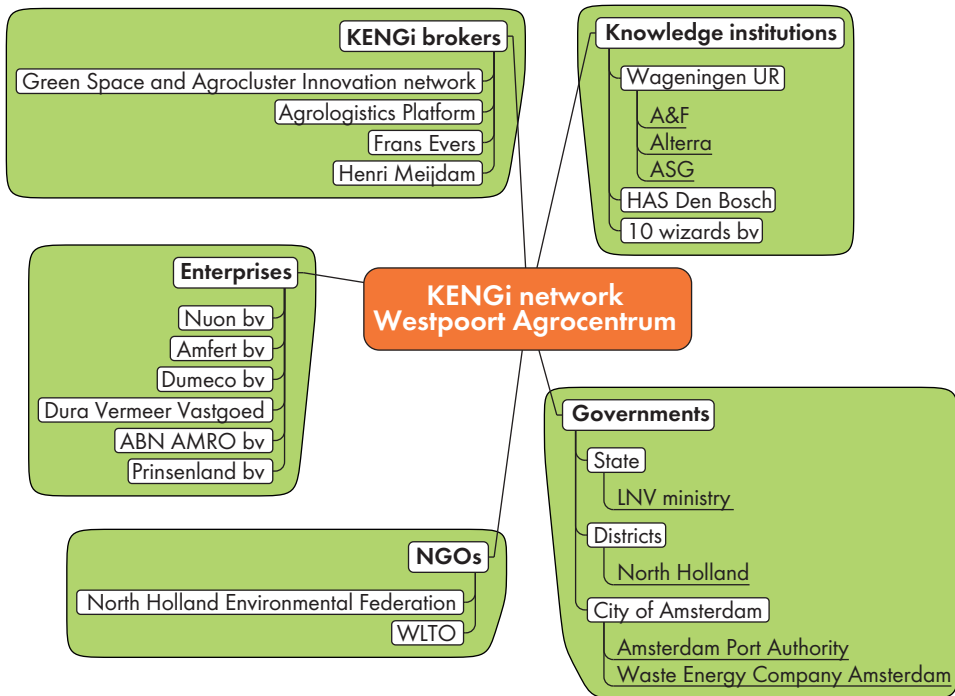 KENGi brokers
Green Space and Agrocluster Innovation network
Agrologistics Platform
Frans Evers
Henri Meijdam
Knowledge institutions
Wageningen UR
A&F
Alterra
ASG
HAS Den Bosch
10 wizards bv
KENGi network
Westpoort Agrocentrum
Enterprises
Nuon bv
Amfert bv
Dumeco bv
Dura Vermeer Vastgoed
ABN AMRO bv
Prinsenland bv
Governments
State
LNV ministry
Districts
North Holland
City of Amsterdam
Amsterdam Port Authority
Waste Energy Company Amsterdam
NGOs
North Holland Environmental Federation
WLTO